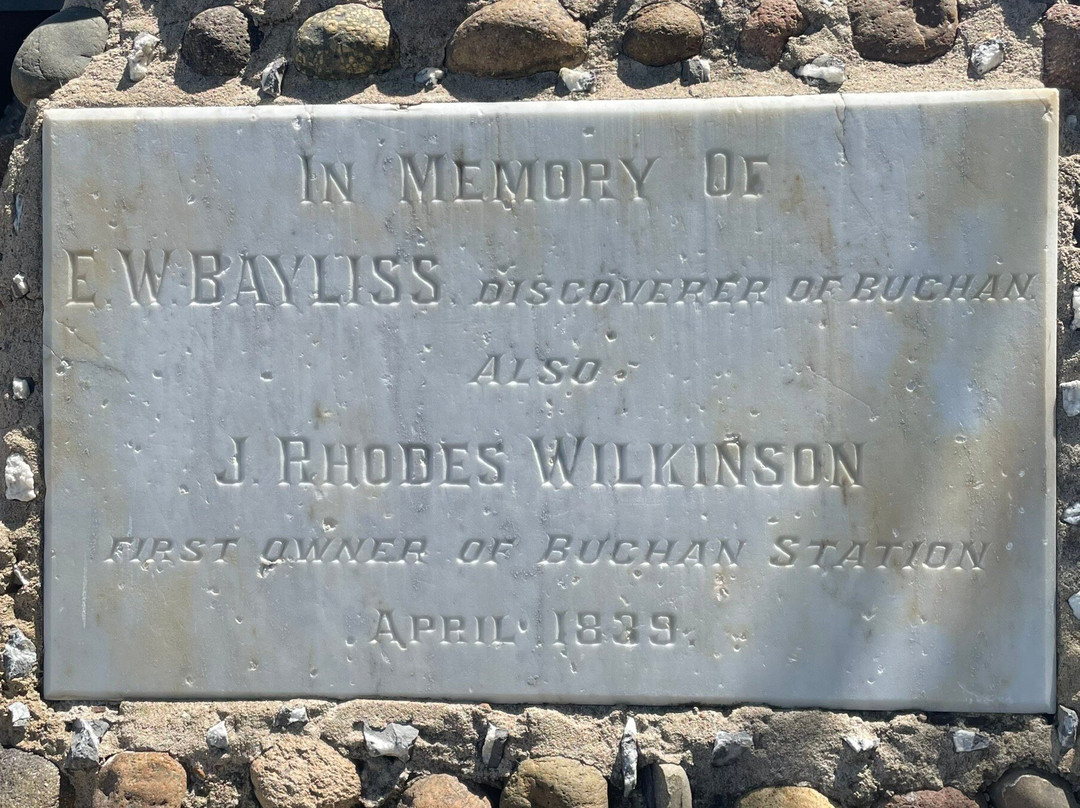 In Memory Of
E. W. BAYLISS. DISCOVERER OF BUCHAN.
ALSO
J. Rhodes Wilkinson
FIRST OWNER OF BUCHAN STATION
April 1839.